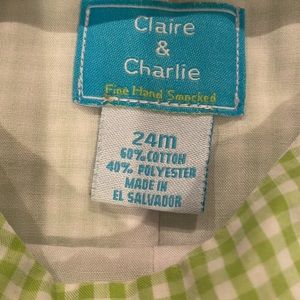 Claire
&
Charlie
Fine Hand Smocked
24m
60% COTTON
40% POLYESTER
MADE IN
EL SALVADOR